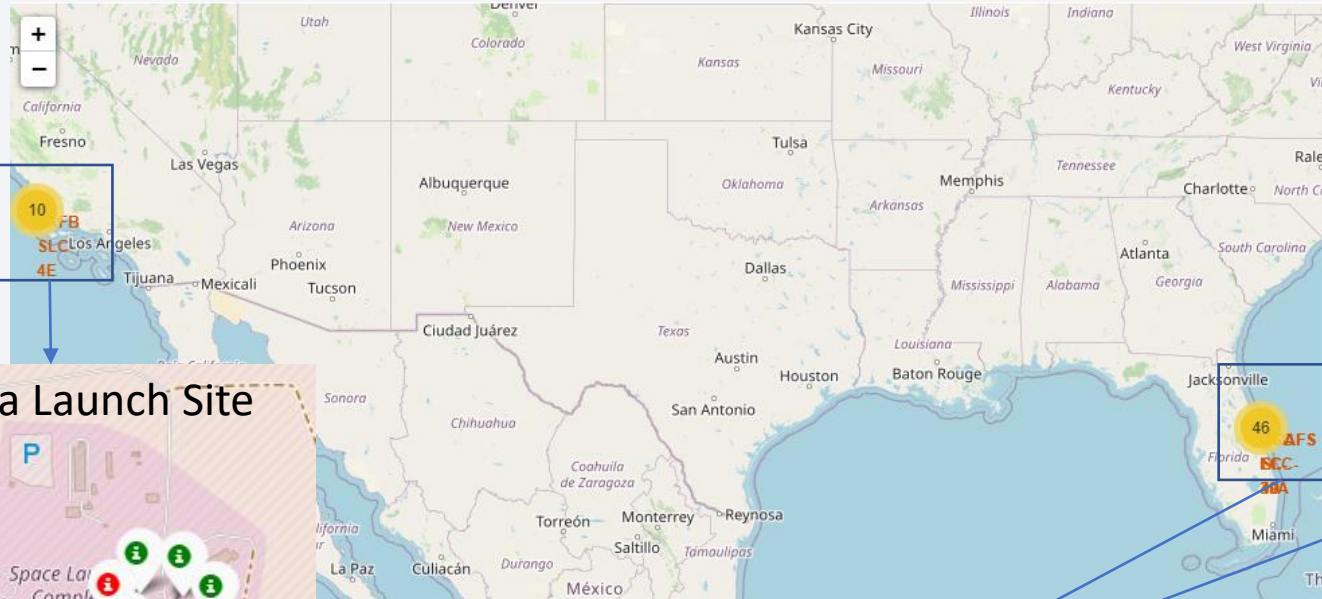 +
−
Denver
Utah
Colorado
Nevada
California
Fresno
Las Vegas
Kansas City
Kansas
Missouri
Illinois
Indiana
West Virginia
Kentucky
Tulsa
Oklahoma
Arkansas
Memphis
Tennessee
Charlotte
Albuquerque
New Mexico
Arizona
Phoenix
Tucson
10
FB
SLC
4E
Los Angeles
Tijuana
Mexicali
Ciudad Juárez
Texas
Dallas
Austin
Houston
San Antonio
Louisiana
Baton Rouge
Mississippi
Alabama
Atlanta
Georgia
South Carolina
Jacksonville
46
AFS
Florida
Miami
a Launch Site
P
Sonora
Chihuahua
Coahuila
de Zaragoza
Torreón
Monterrey
Saltillo
Reynosa
Tamaulipas
La Paz
Culiacán
Durango
México
Space